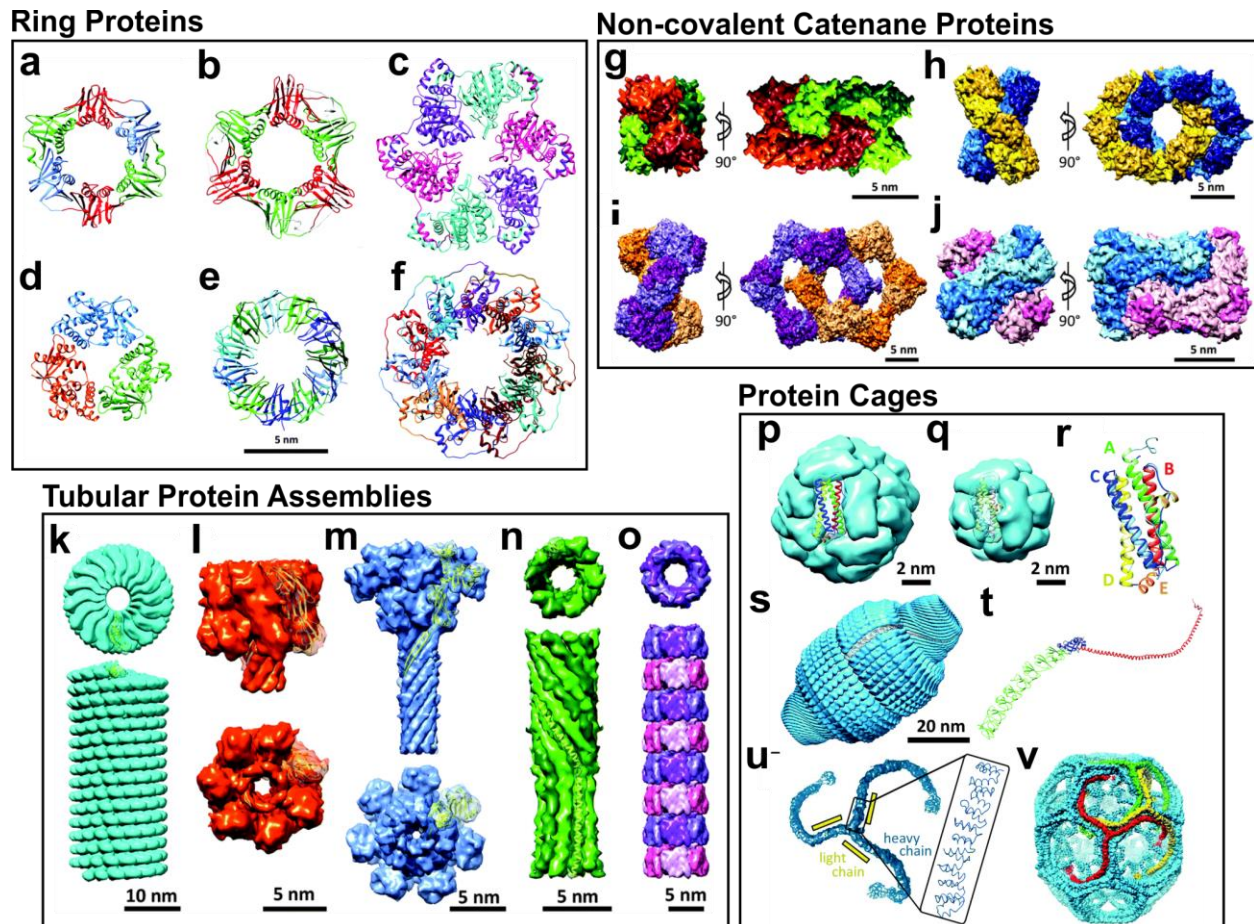 Ring Proteins
a
b
c
d
e
f
5 nm
Non-covalent Catenane Proteins
g
90°
5 nm
h
90°
5 nm
i
90°
5 nm
j
90°
5 nm
Tubular Protein Assemblies
k
l
m
n
o
10 nm
5 nm
5 nm
5 nm
5 nm
Protein Cages
p
q
r
A
B
C
D
E
2 nm
2 nm
s
t
20 nm
u
v
heavy
chain
light
chain